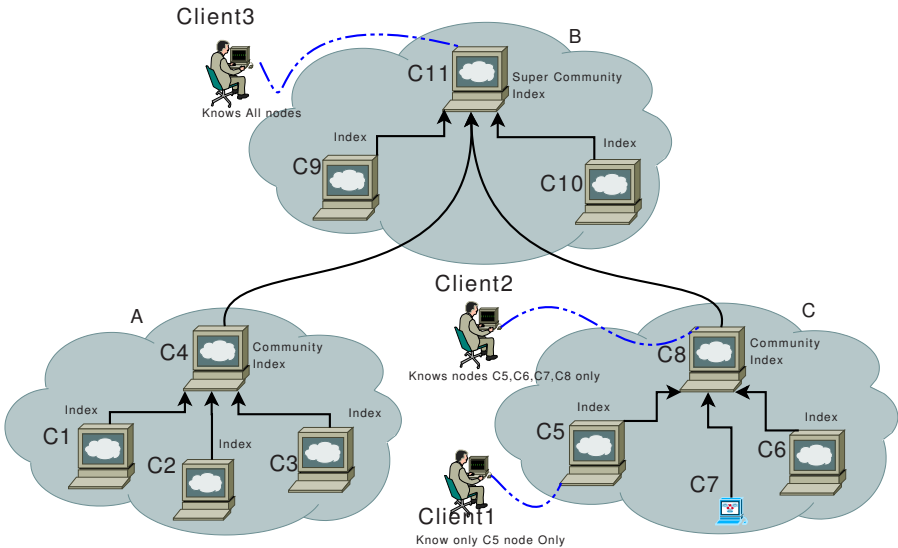 Client3
B
C11
Super Community
Index
Knows All nodes
Index
Index
C9
C10
Client2
A
C
C4
Community
Index
C8
Community
Index
Knows nodes C5,C6,C7,C8 only
Index
Index
Index
C1
C2
Index
C3
C5
C6
C7
Index
Client1
Know only C5 node Only